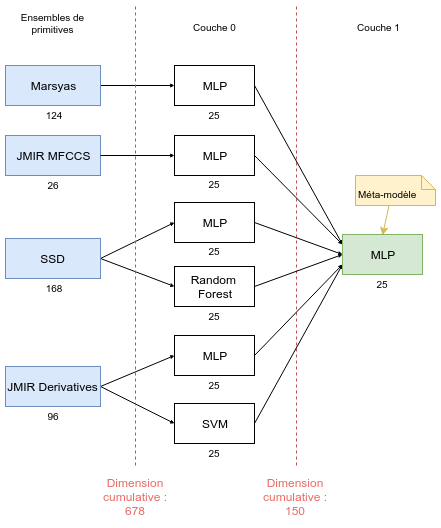 Ensembles de
primitives
Couche 0
Couche 1
Marsyas
124
MLP
25
JMIR MFCCS
26
MLP
25
Méta-modèle
SSD
168
MLP
25
Random
Forest
25
MLP
25
JMIR Derivatives
96
MLP
25
SVM
25
Dimension
cumulative :
678
Dimension
cumulative :
150